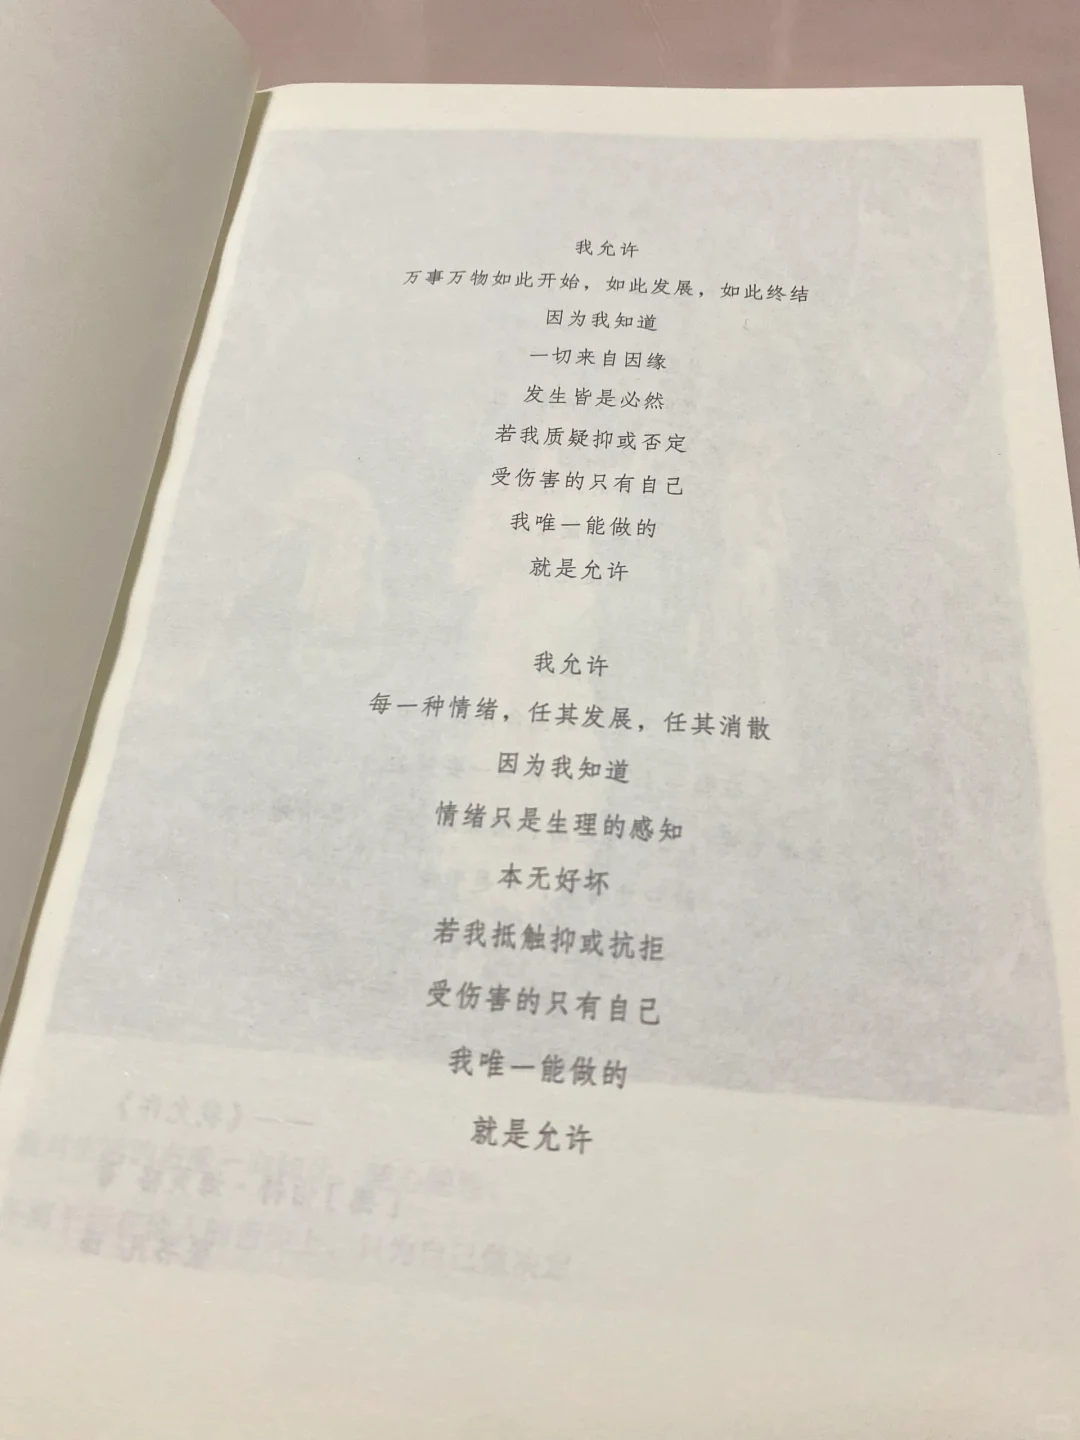 我允许
万事万物如此开始，如此发展，如此终结
因为我知道
一切来自因缘
发生皆是必然
若我质疑抑或否定
受伤害的只有自己
我唯一能做的
就是允许
我允许
每一种情绪，任其发展，任其消散
因为我知道
情绪只是生理的感知
本无好坏
若我抵触抑或抗拒
受伤害的只有自己
我唯一能做的
就是允许
——《我允许》